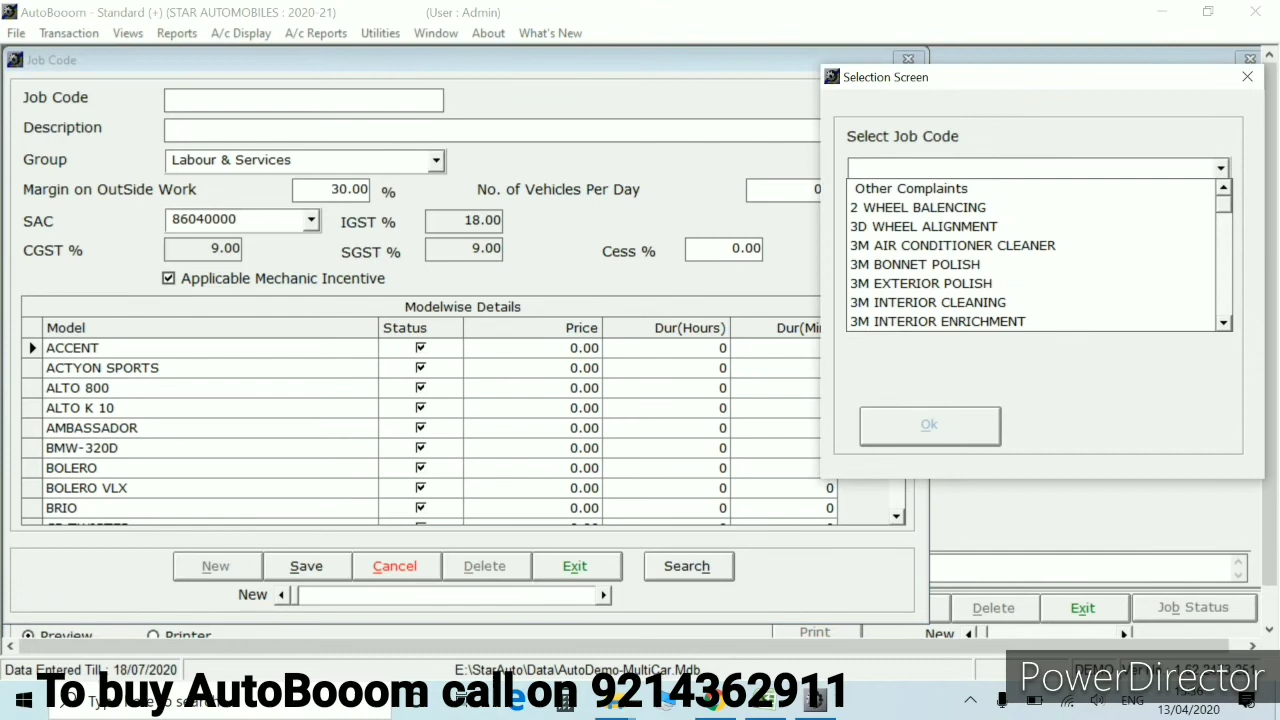 AutoBooom - Standard (+) (STAR AUTOMOBILES : 2020-21) (User : Admin)
File Transaction Views Reports A/c Display A/c Reports Utilities Window About What's New
Job Code
Selection Screen
Job Code
Description
Group Labour & Services
Margin on OutSide Work 30.00 % No. of Vehicles Per Day 0
SAC 86040000 IGST % 18.00
CGST % 9.00 SGST % 9.00 Cess % 0.00
Applicable Mechanic Incentive
Select Job Code
Other Complaints
2 WHEEL BALENCING
3D WHEEL ALIGNMENT
3M AIR CONDITIONER CLEANER
3M BONNET POLISH
3M EXTERIOR POLISH
3M INTERIOR CLEANING
3M INTERIOR ENRICHMENT
Ok
Modelwise Details
Model Status Price Dur(Hours)
ACCENT 0.00 0
ACTYON SPORTS 0.00 0
ALTO 800 0.00 0
ALTO K 10 0.00 0
AMBASSADOR 0.00 0
BMW-320D 0.00 0
BOLERO 0.00 0
BOLERO VLX 0.00 0 0
BRIO 0.00 0 0
New Save Cancel Delete Exit Search
New
Delete Exit Job Status
Preview Printer Print New
Data Entered Till : 18/07/2020 E:\StarAuto\Data\AutoDemo-MultiCar.Mdb DEMO
PowerDirector
To buy AutoBooom call on 9214362911
ENG
13/04/2020